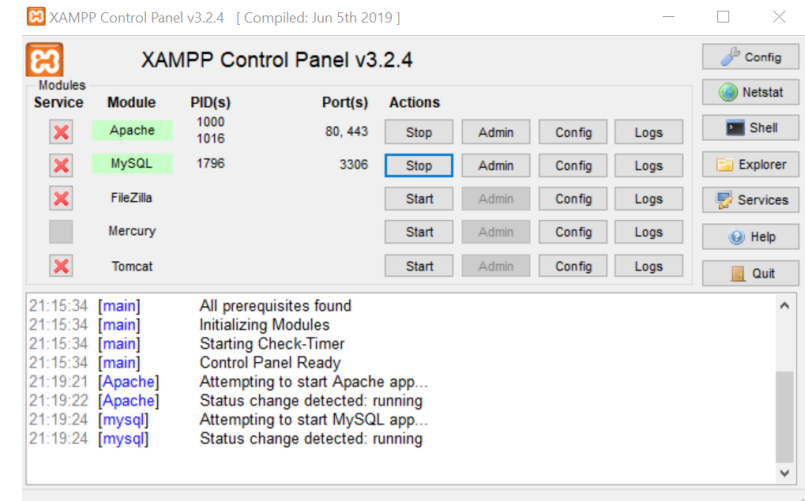 XAMPP Control Panel v3.2.4 [ Compiled: Jun 5th 2019 ]
XAMPP Control Panel v3.2.4
Config
Modules
Service Module PID(s) Port(s) Actions
Netstat
Apache 1000 1016 80, 443 Stop Admin Config Logs
Shell
MySQL 1796 3306 Stop Admin Config Logs
Explorer
FileZilla Start Admin Config Logs
Services
Mercury Start Admin Config Logs
Help
Tomcat Start Admin Config Logs
Quit
21:15:34 [main] All prerequisites found
21:15:34 [main] Initializing Modules
21:15:34 [main] Starting Check-Timer
21:15:34 [main] Control Panel Ready
21:19:21 [Apache] Attempting to start Apache app...
21:19:22 [Apache] Status change detected: running
21:19:24 [mysql] Attempting to start MySQL app...
21:19:24 [mysql] Status change detected: running